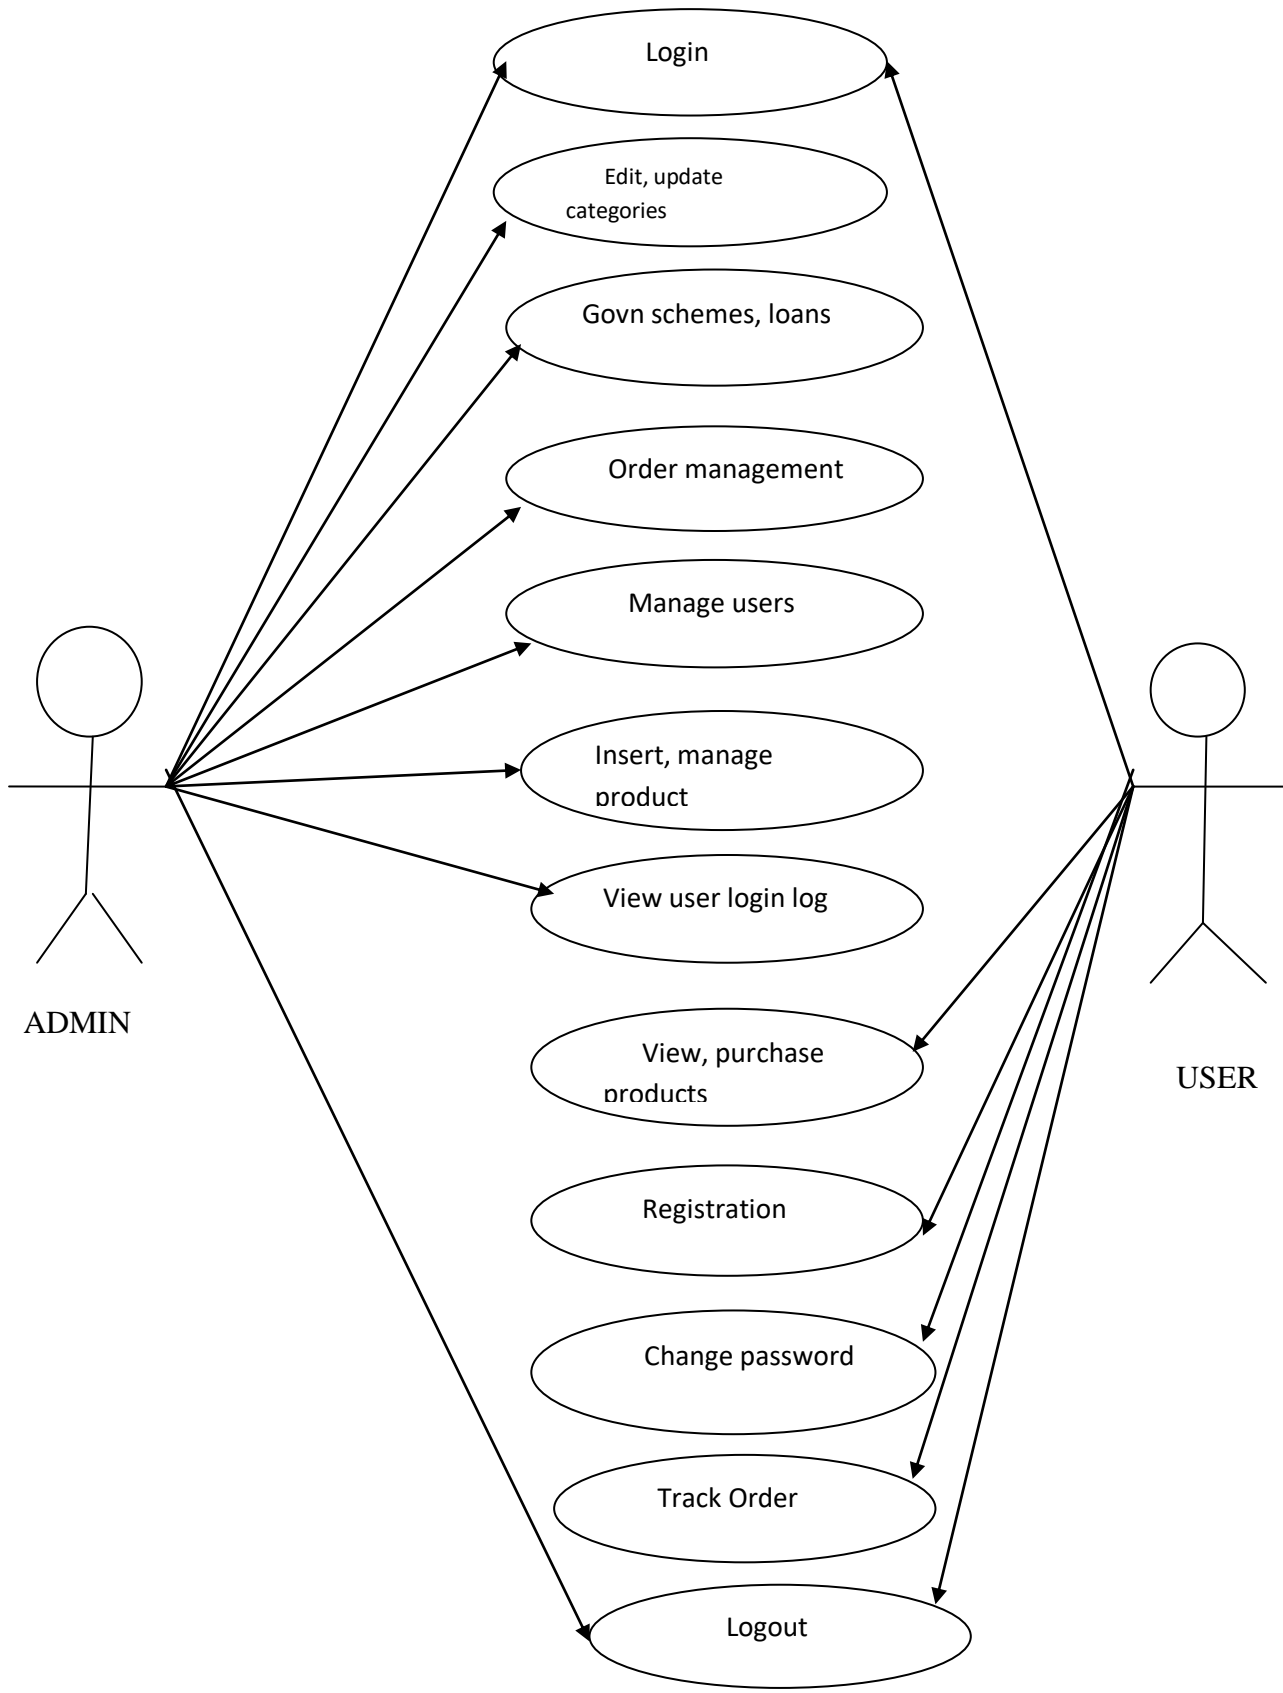 Login
Edit, update
categories
Govn schemes, loans
Order management
Manage users
Insert, manage
product
View user login log
ADMIN
View, purchase
products
USER
Registration
Change password
Track Order
Logout